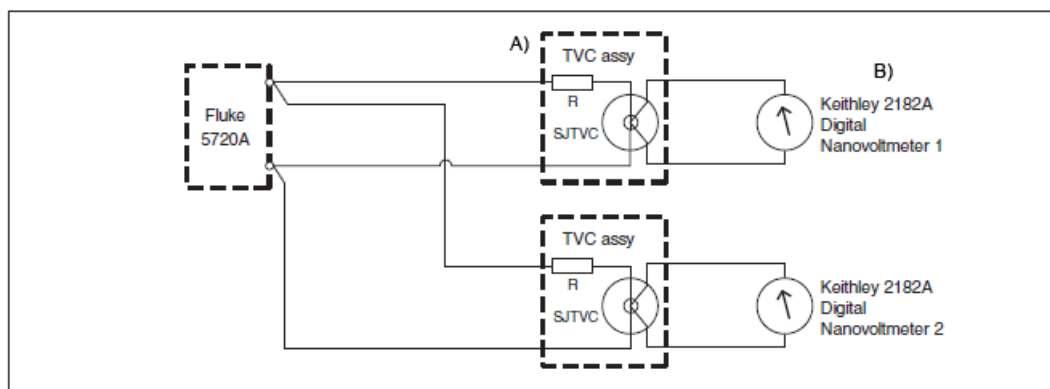 A)
TVC assy
B)
Fluke
5720A
R
SJTVC
Keithley 2182A
Digital
Nanovoltmeter 1
TVC assy
R
SJTVC
Keithley 2182A
Digital
Nanovoltmeter 2